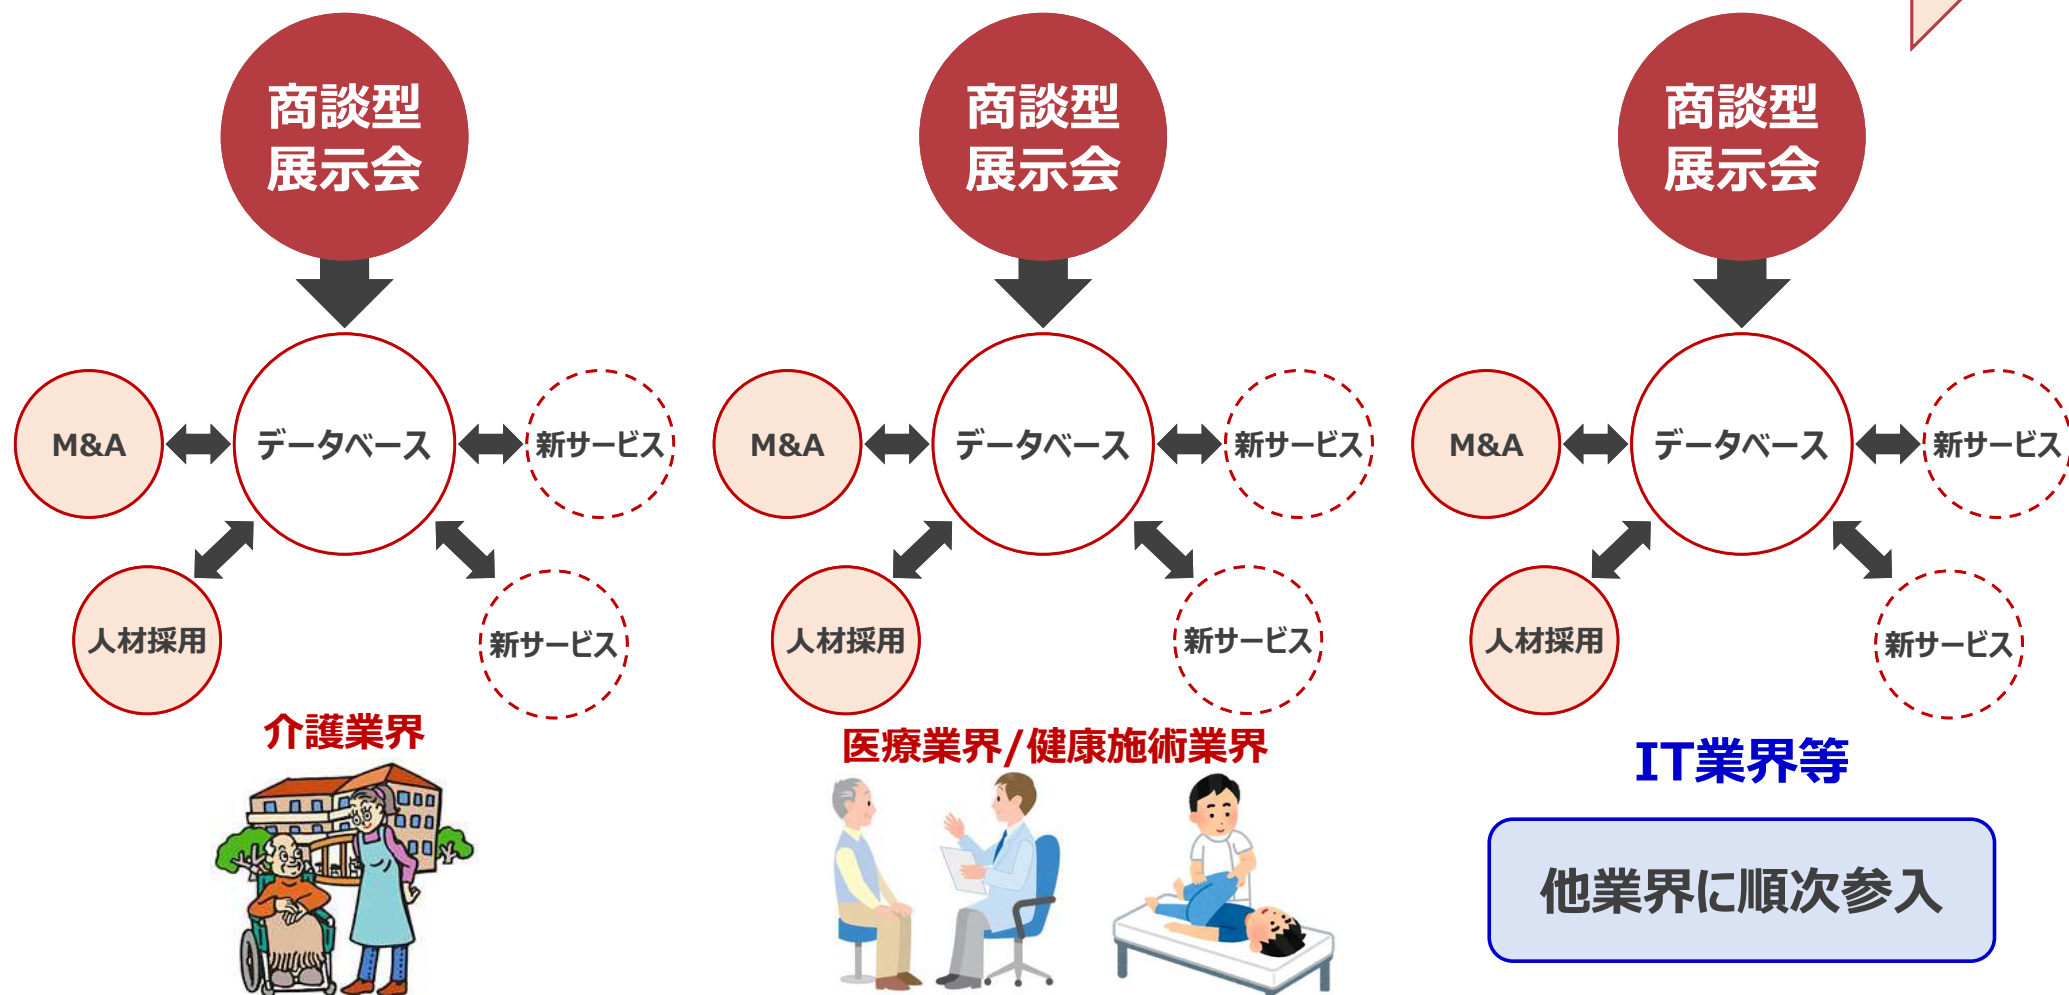 商談型
展示会
データベース
M&A
新サービス
人材採用
新サービス
介護業界
商談型
展示会
データベース
M&A
新サービス
人材採用
新サービス
医療業界/健康施術業界
商談型
展示会
データベース
M&A
新サービス
人材採用
新サービス
IT業界等
他業界に順次参入